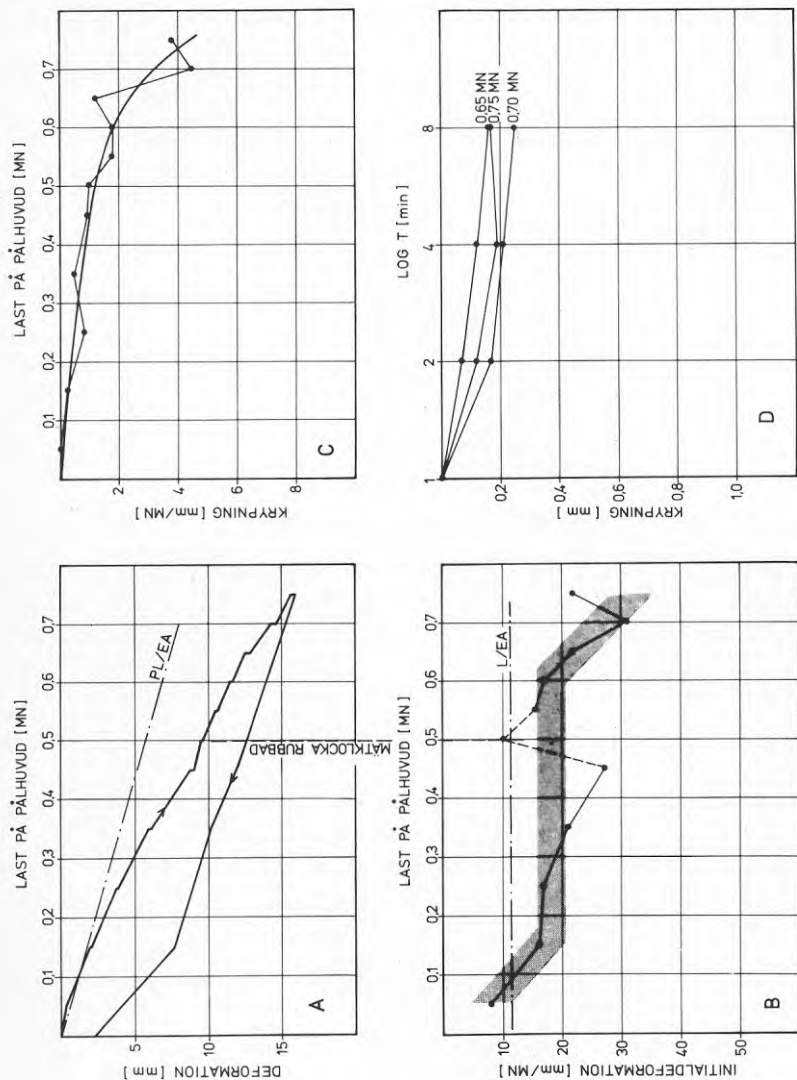 LAST PÅ PÅLHUVUD [MN]
0,1 0,2 0,3 0,4 0,5 0,6 0,7
DEFORMATION [mm]
5
10
15
PL/EA
MÄTKLOCKA RUBBAD
A
LAST PÅ PÅLHUVUD [MN]
0,1 0,2 0,3 0,4 0,5 0,6 0,7
INITIALDEFORMATION [mm/MN]
10
20
30
40
50
L/EA
B
LAST PÅ PÅLHUVUD [MN]
0,1 0,2 0,3 0,4 0,5 0,6 0,7
KRYPNING [mm/MN]
2
4
6
8
C
LOG T [min]
1 2 4 8
KRYPNING [mm]
0,2
0,4
0,6
0,8
1,0
0,65 MN
0,75 MN
0,70 MN
D